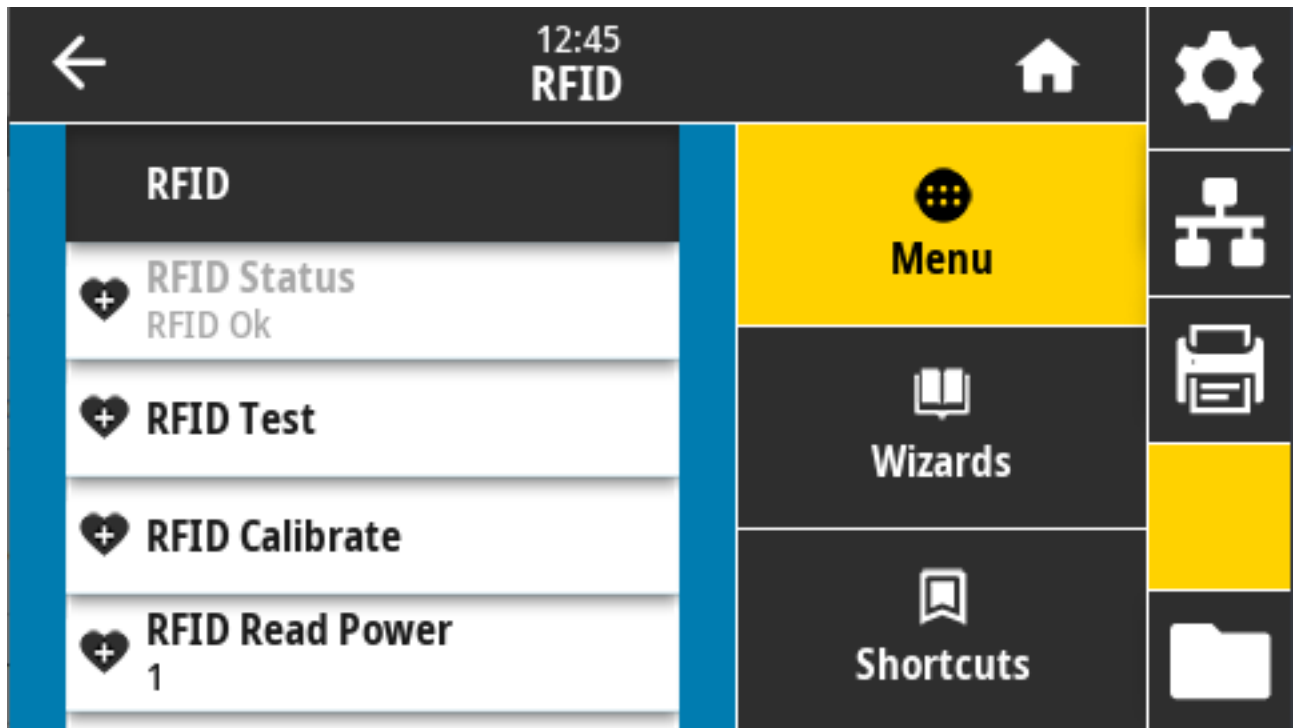 12:45
RFID
RFID
RFID Status
RFID Ok
RFID Test
RFID Calibrate
RFID Read Power
1
Menu
Wizards
Shortcuts